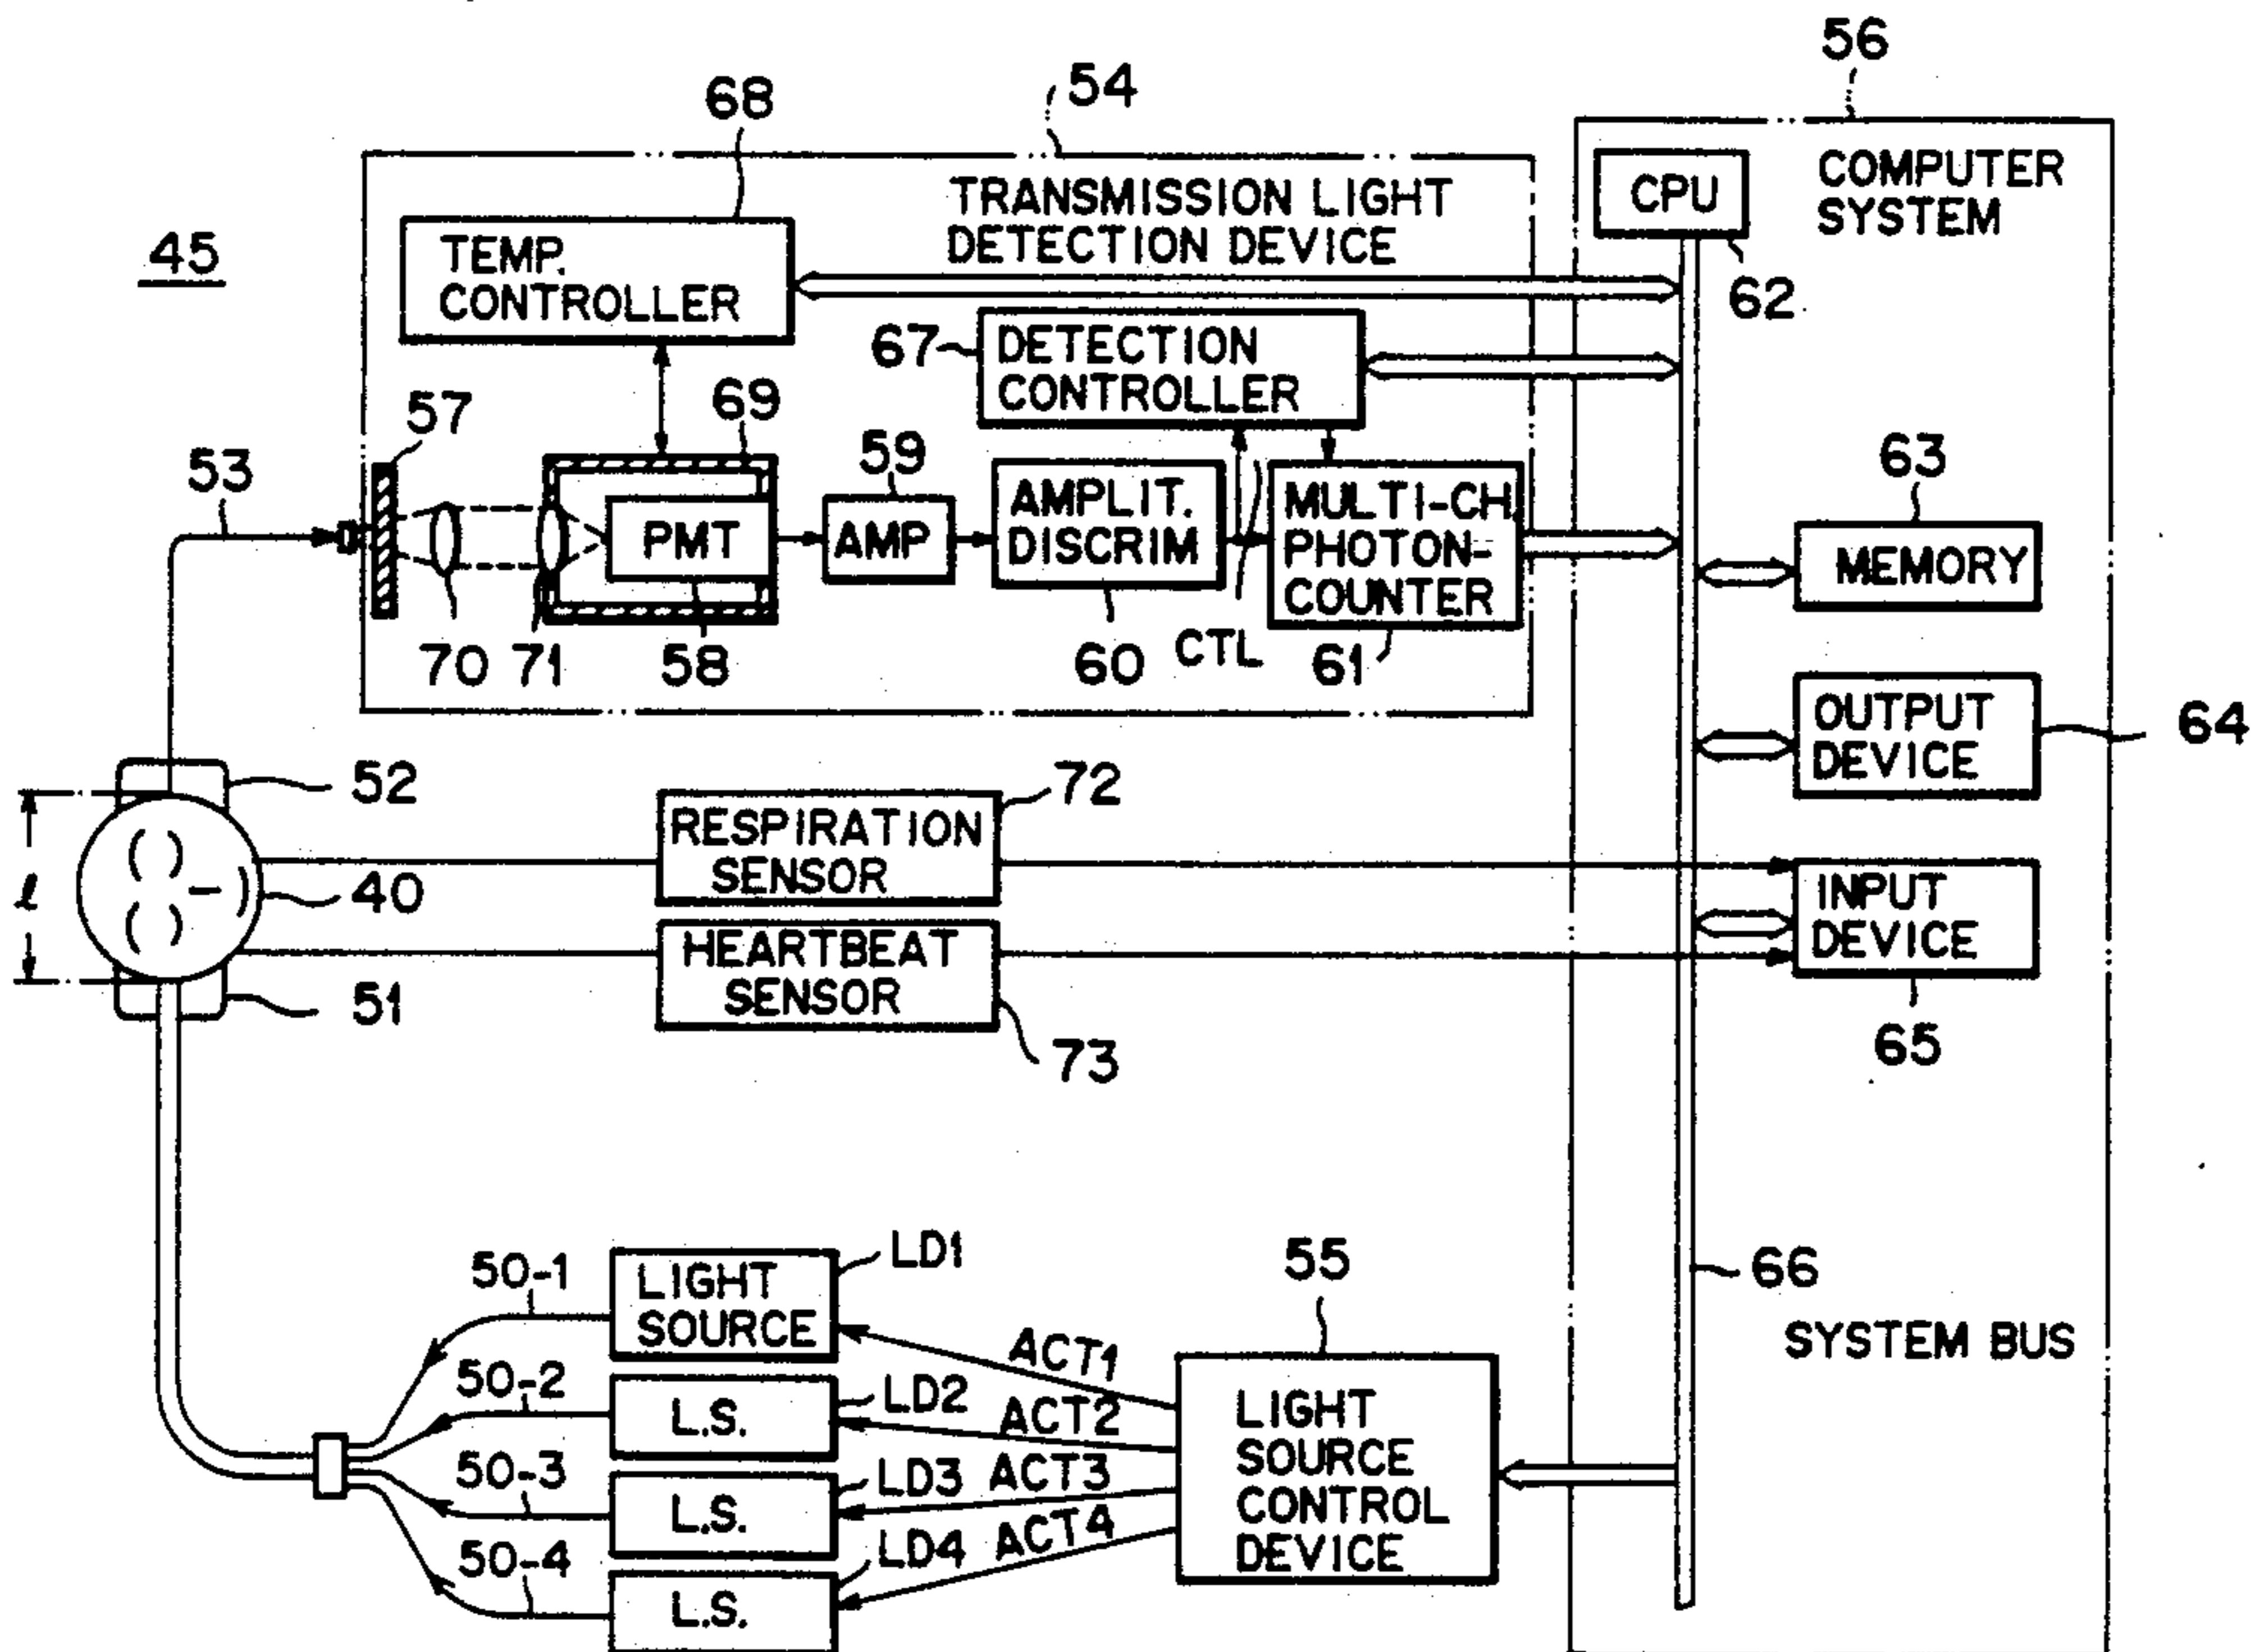 56
54
68
TRANSMISSION LIGHT
DETECTION DEVICE
CPU
COMPUTER
SYSTEM
45
TEMP.
CONTROLLER
62
67
DETECTION
CONTROLLER
57
69
53
59
63
AMPLIT.
DISCRIM
MULTI-CH.
PHOTON-
COUNTER
PMT
AMP
MEMORY
70
71
58
60
CTL
61
OUTPUT
DEVICE
64
52
72
RESPIRATION
SENSOR
l
40
INPUT
DEVICE
HEARTBEAT
SENSOR
51
73
65
50-1
LIGHT
SOURCE
LD1
55
66
SYSTEM BUS
ACT1
50-2
L.S.
LD2
ACT2
LIGHT
SOURCE
CONTROL
DEVICE
50-3
L.S.
LD3
ACT3
50-4
L.S.
LD4
ACT4